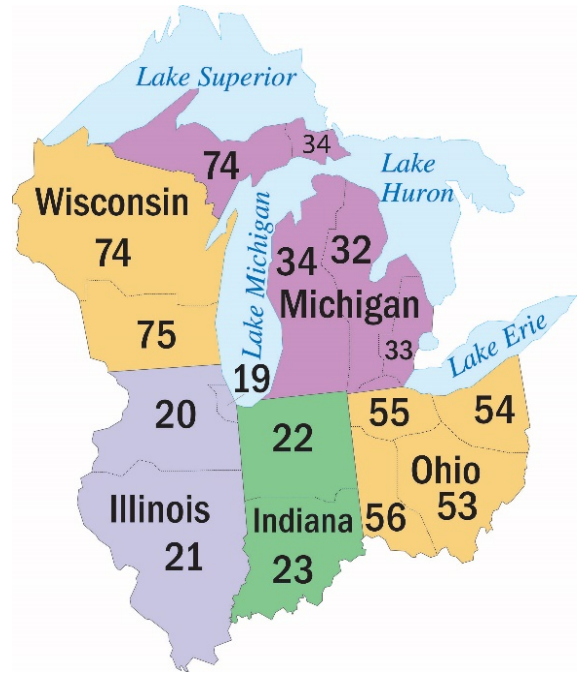 Lake Superior
34
74
Lake
Huron
Wisconsin
74
Lake Michigan
34
32
Michigan
75
33
Lake Erie
19
20
55
54
22
Ohio
53
Illinois
21
Indiana
23
56